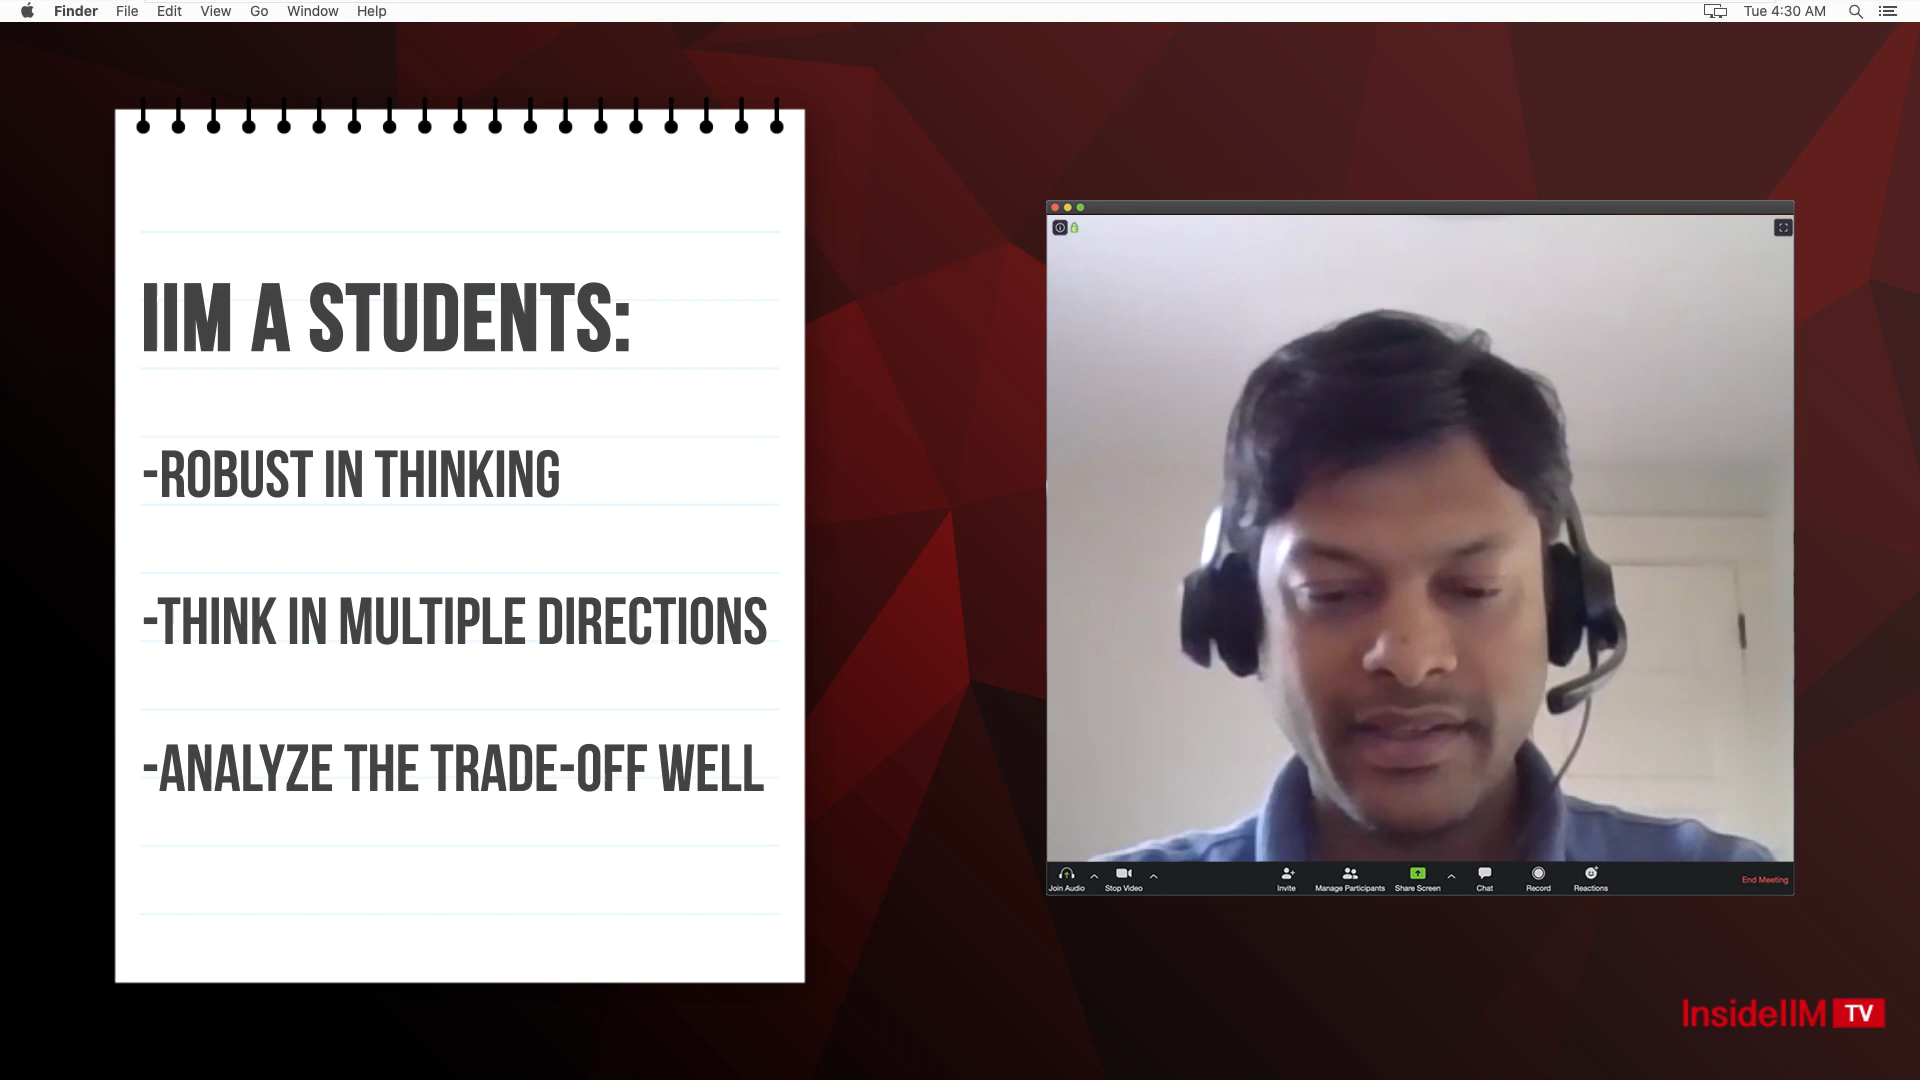 Finder File Edit View Go Window Help Tue 4:30 AM
IIM A STUDENTS:
-ROBUST IN THINKING
-THINK IN MULTIPLE DIRECTIONS
-ANALYZE THE TRADE-OFF WELL
Join Audio Stop Video Invite Manage Participants Share Screen Chat Record Reactions End Meeting
InsideIIM TV